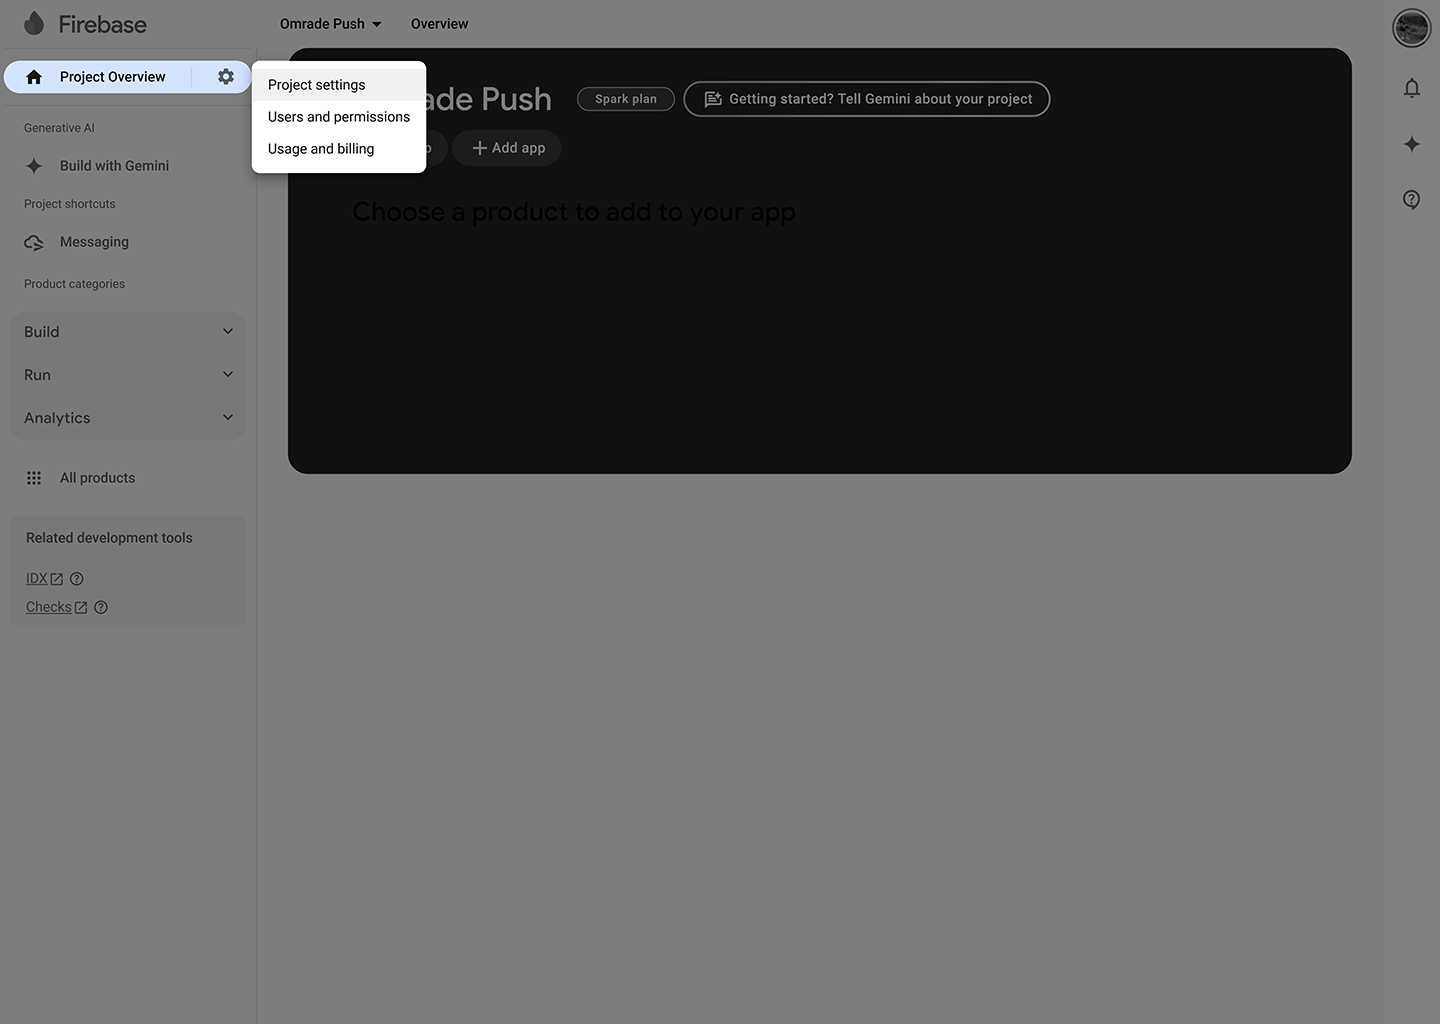 Firebase
Omrade Push
Overview
Project Overview
Project settings
Users and permissions
Usage and billing
ade Push
Spark plan
Getting started? Tell Gemini about your project
Add app
Choose a product to add to your app
Generative AI
Build with Gemini
Project shortcuts
Messaging
Product categories
Build
Run
Analytics
All products
Related development tools
IDX
Checks